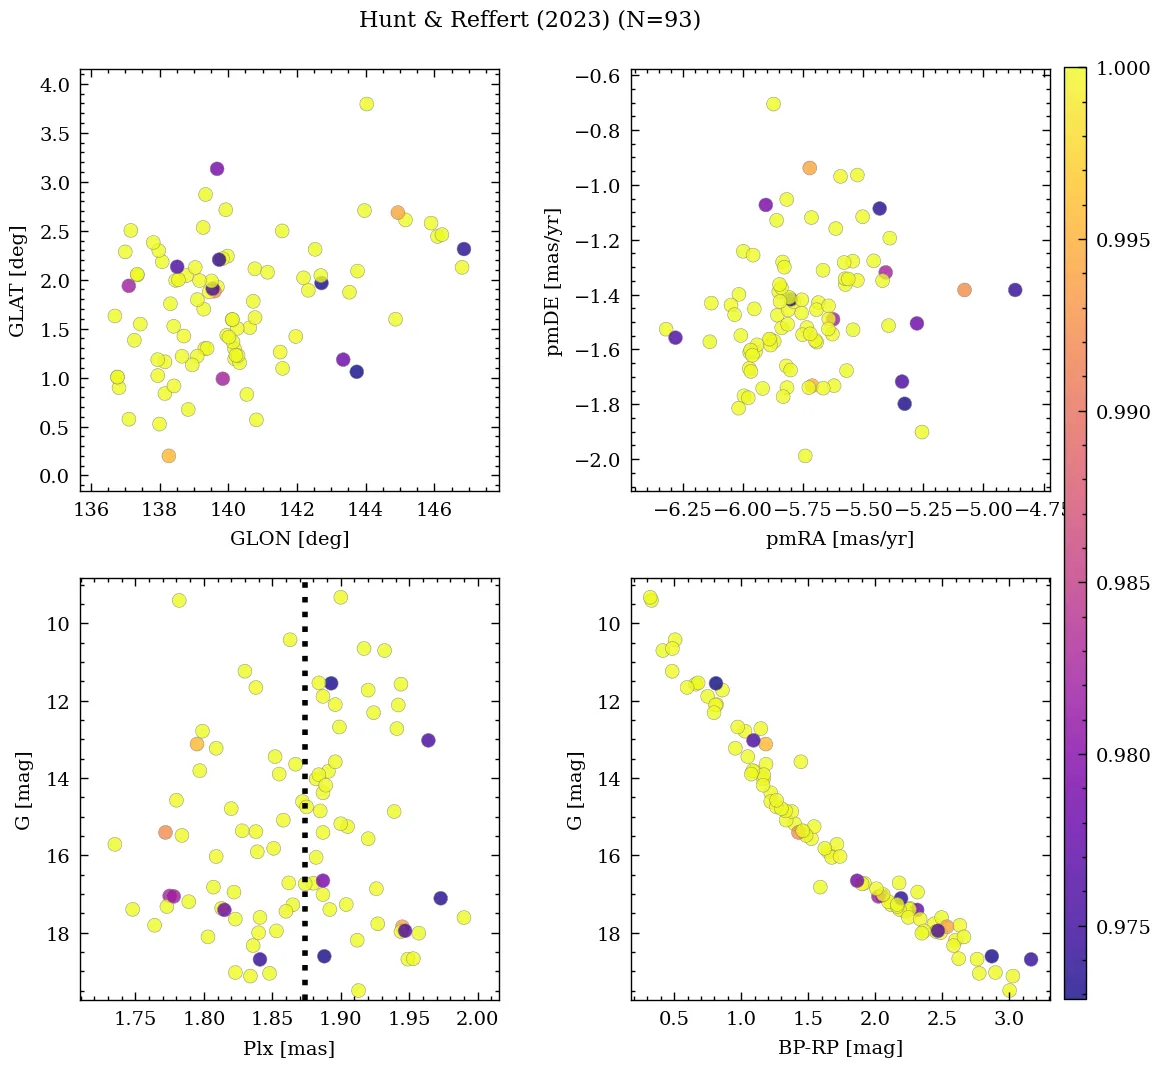 Hunt & Reffert (2023) (N=93)
4.0
3.5
3.0
2.5
2.0
1.5
1.0
0.5
0.0
GLAT [deg]
136 138 140 142 144 146
GLON [deg]
−0.6
−0.8
−1.0
−1.2
−1.4
−1.6
−1.8
−2.0
pmDE [mas/yr]
−6.25 −6.00 −5.75 −5.50 −5.25 −5.00 −4.75
pmRA [mas/yr]
10
12
14
16
18
G [mag]
1.75 1.80 1.85 1.90 1.95 2.00
Plx [mas]
10
12
14
16
18
G [mag]
0.5 1.0 1.5 2.0 2.5 3.0
BP-RP [mag]
1.000
0.995
0.990
0.985
0.980
0.975